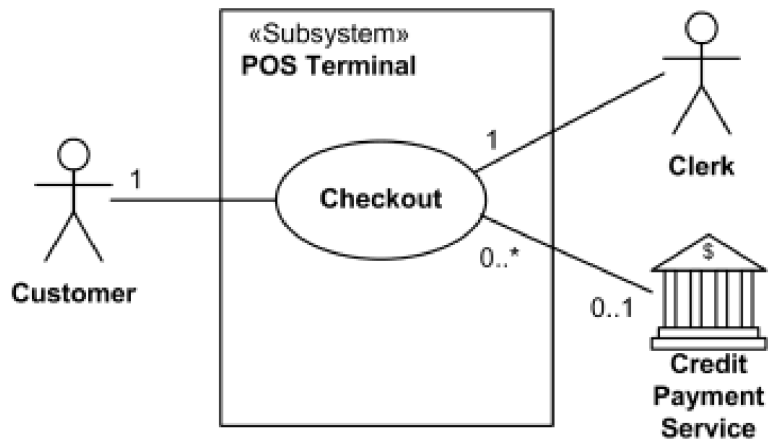 «Subsystem»
POS Terminal
1
Clerk
1
Checkout
Customer
0..*
0..1
$
Credit
Payment
Service